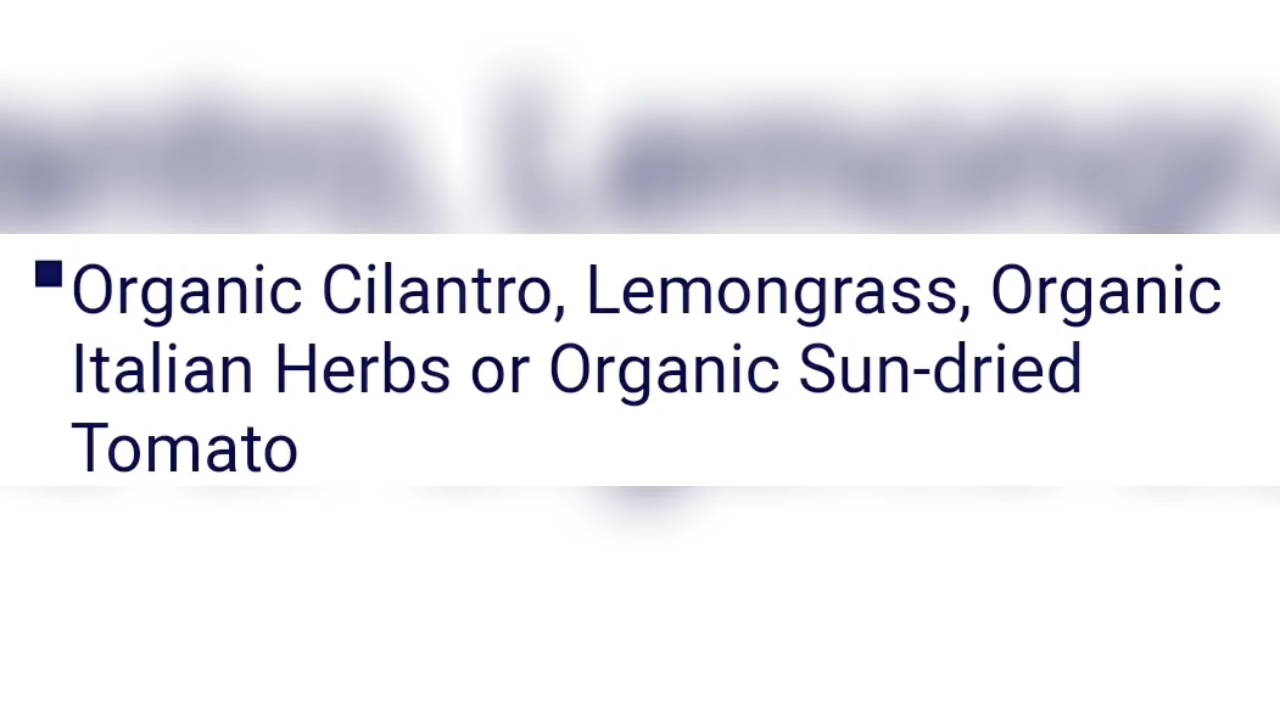 ▪Organic Cilantro, Lemongrass, Organic
Italian Herbs or Organic Sun-dried
Tomato